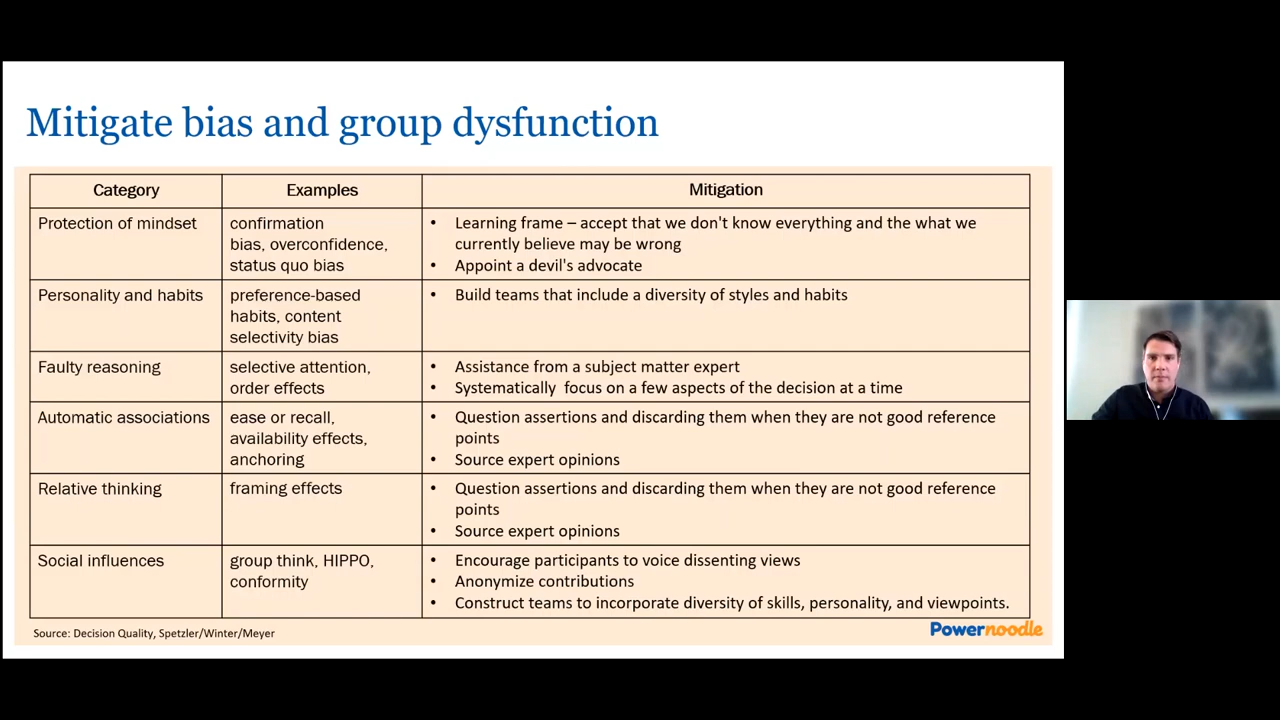 Mitigate bias and group dysfunction
Category
Examples
Mitigation
Protection of mindset
confirmation
bias, overconfidence,
status quo bias
• Learning frame – accept that we don't know everything and the what we
currently believe may be wrong
• Appoint a devil's advocate
Personality and habits
preference-based
habits, content
selectivity bias
• Build teams that include a diversity of styles and habits
Faulty reasoning
selective attention,
order effects
• Assistance from a subject matter expert
• Systematically focus on a few aspects of the decision at a time
Automatic associations
ease or recall,
availability effects,
anchoring
• Question assertions and discarding them when they are not good reference
points
• Source expert opinions
Relative thinking
framing effects
• Question assertions and discarding them when they are not good reference
points
• Source expert opinions
Social influences
group think, HIPPO,
conformity
• Encourage participants to voice dissenting views
• Anonymize contributions
• Construct teams to incorporate diversity of skills, personality, and viewpoints.
Source: Decision Quality, Spetzler/Winter/Meyer
Powernoodle